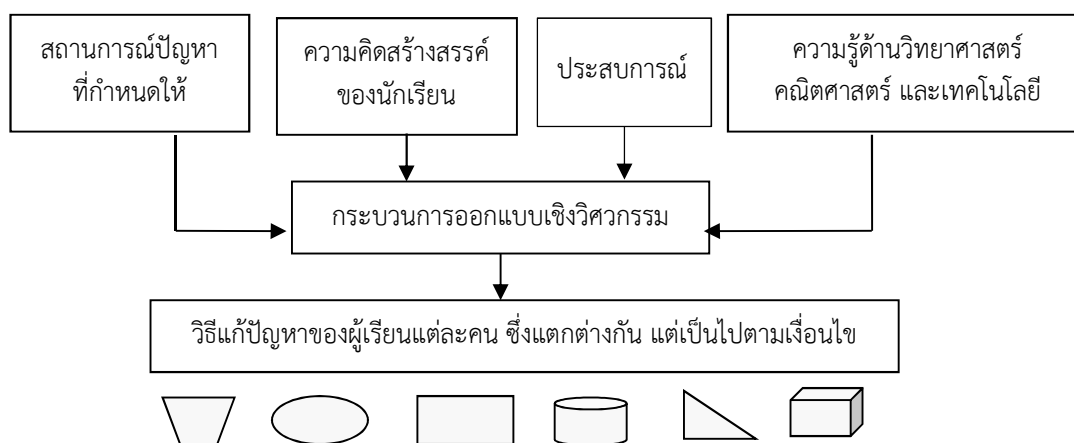 สถานการณ์ปัญหา
ที่กำหนดให้
ความคิดสร้างสรรค์
ของนักเรียน
ประสบการณ์
ความรู้ด้านวิทยาศาสตร์
คณิตศาสตร์ และเทคโนโลยี
กระบวนการออกแบบเชิงวิศวกรรม
วิธีแก้ปัญหาของผู้เรียนแต่ละคน ซึ่งแตกต่างกัน แต่เป็นไปตามเงื่อนไข